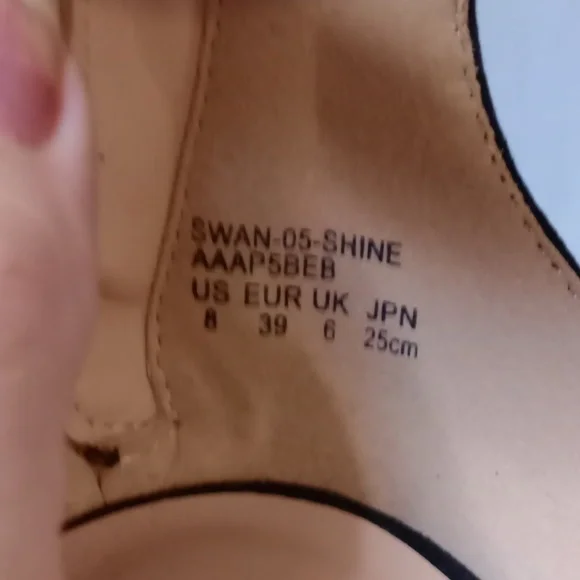 SWAN-05-SHINE
AAAP5BEB
US EUR UK JPN
8 39 6 25cm